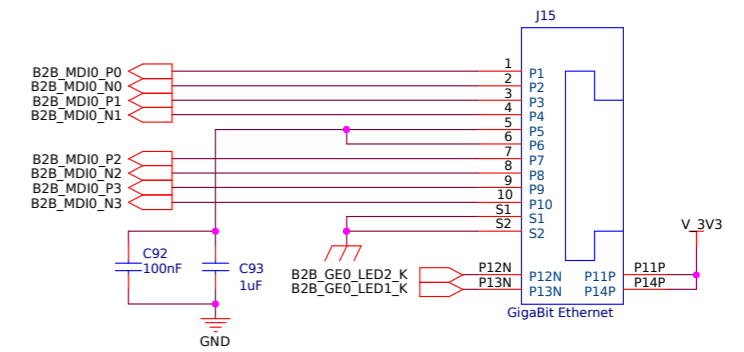 J15
B2B_MDI0_P0 1 P1
B2B_MDI0_N0 2 P2
B2B_MDI0_P1 3 P3
B2B_MDI0_N1 4 P4
5 P5
6 P6
B2B_MDI0_P2 7 P7
B2B_MDI0_N2 8 P8
B2B_MDI0_P3 9 P9
B2B_MDI0_N3 10 P10
S1 S1
S2 S2
V_3V3
C92
100nF
C93
1uF
B2B_GE0_LED2_K P12N P12N P11P P11P
B2B_GE0_LED1_K P13N P13N P14P P14P
GigaBit Ethernet
GND